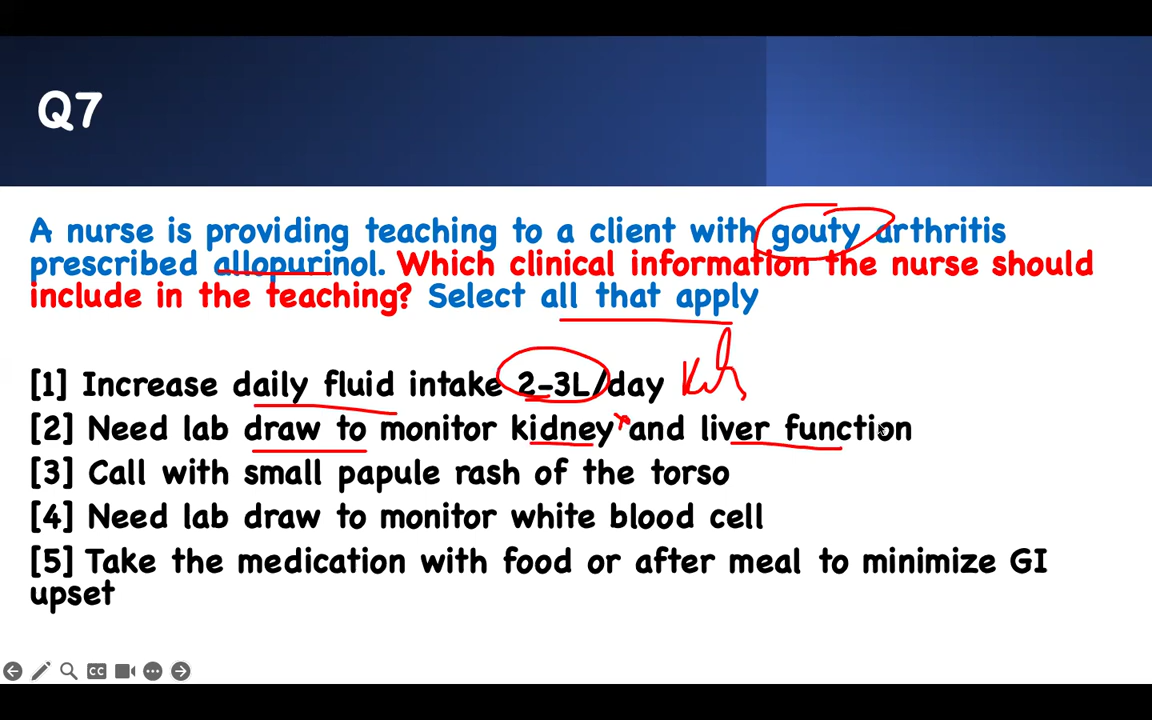 Q7
A nurse is providing teaching to a client with gouty arthritis
prescribed allopurinol. Which clinical information the nurse should
include in the teaching? Select all that apply
[1] Increase daily fluid intake 2-3L/day
[2] Need lab draw to monitor kidney and liver function
[3] Call with small papule rash of the torso
[4] Need lab draw to monitor white blood cell
[5] Take the medication with food or after meal to minimize GI
upset
CC